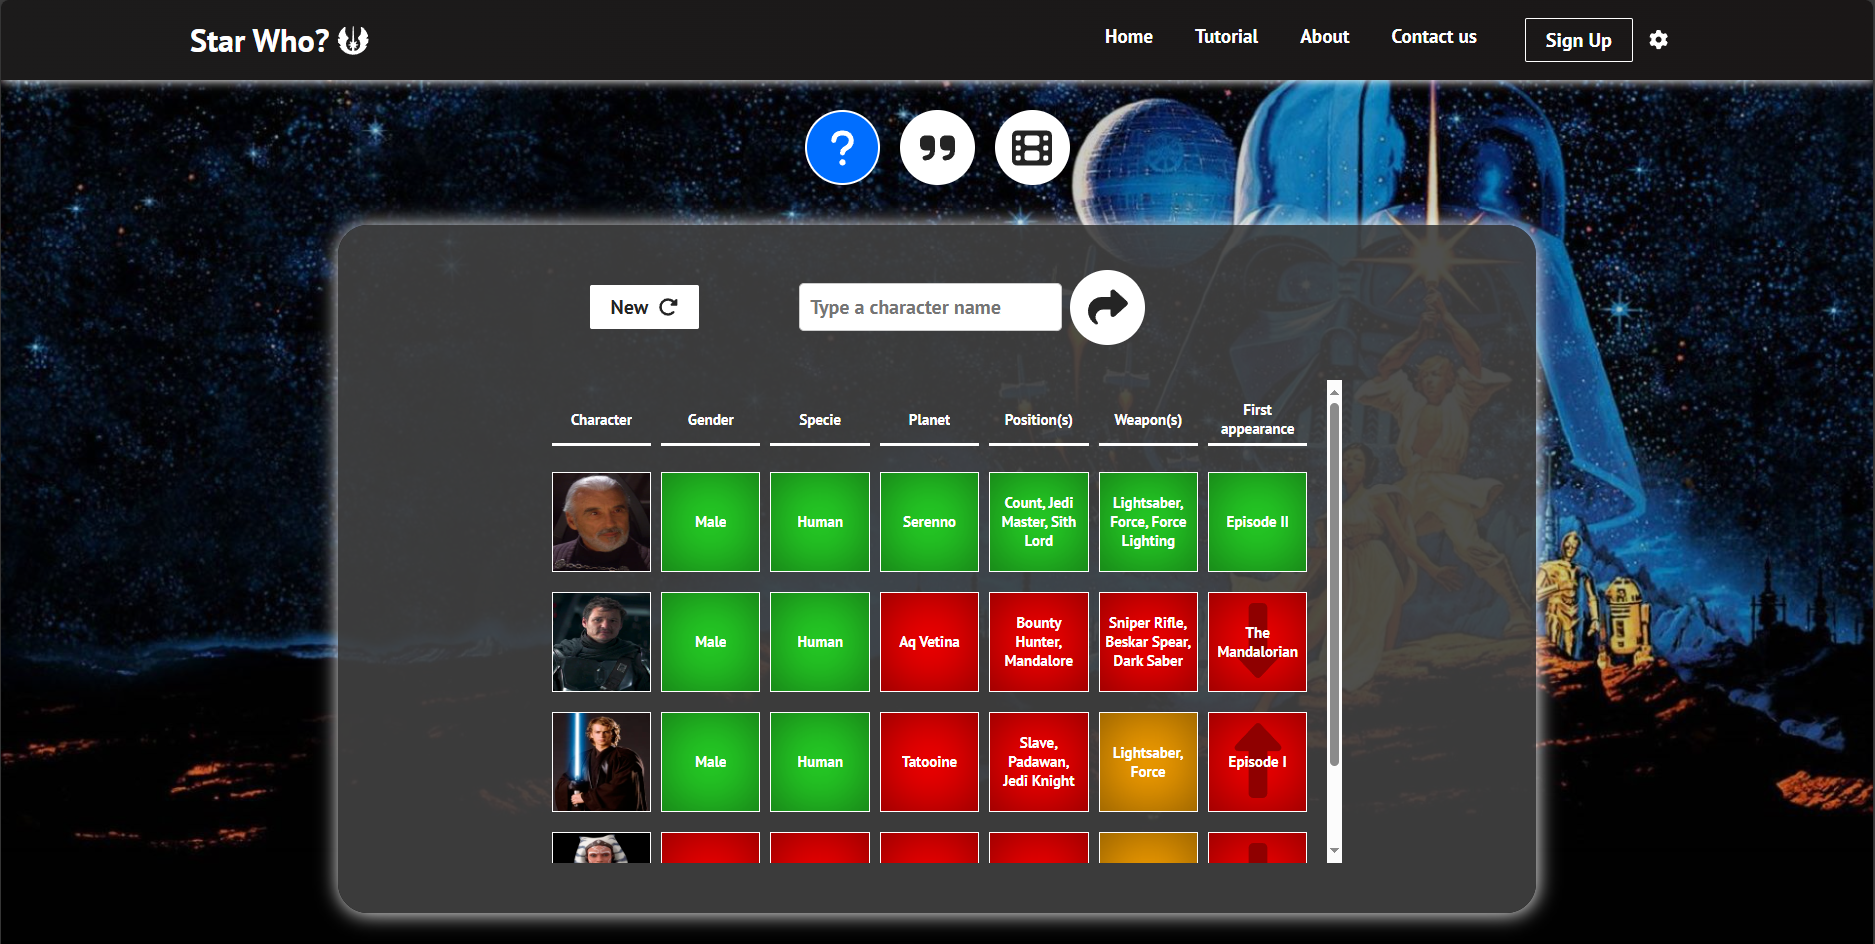 Star Who?
Home Tutorial About Contact us Sign Up
?
New
Type a character name
Character Gender Specie Planet Position(s) Weapon(s) First
appearance
Male Human Serenno Count, Jedi
Master, Sith
Lord
Lightsaber,
Force, Force
Lighting
Episode II
Male Human Aq Vetina Bounty
Hunter,
Mandalore
Sniper Rifle,
Beskar Spear,
Dark Saber
The
Mandalorian
Male Human Tatooine Slave,
Padawan,
Jedi Knight
Lightsaber,
Force
Episode I